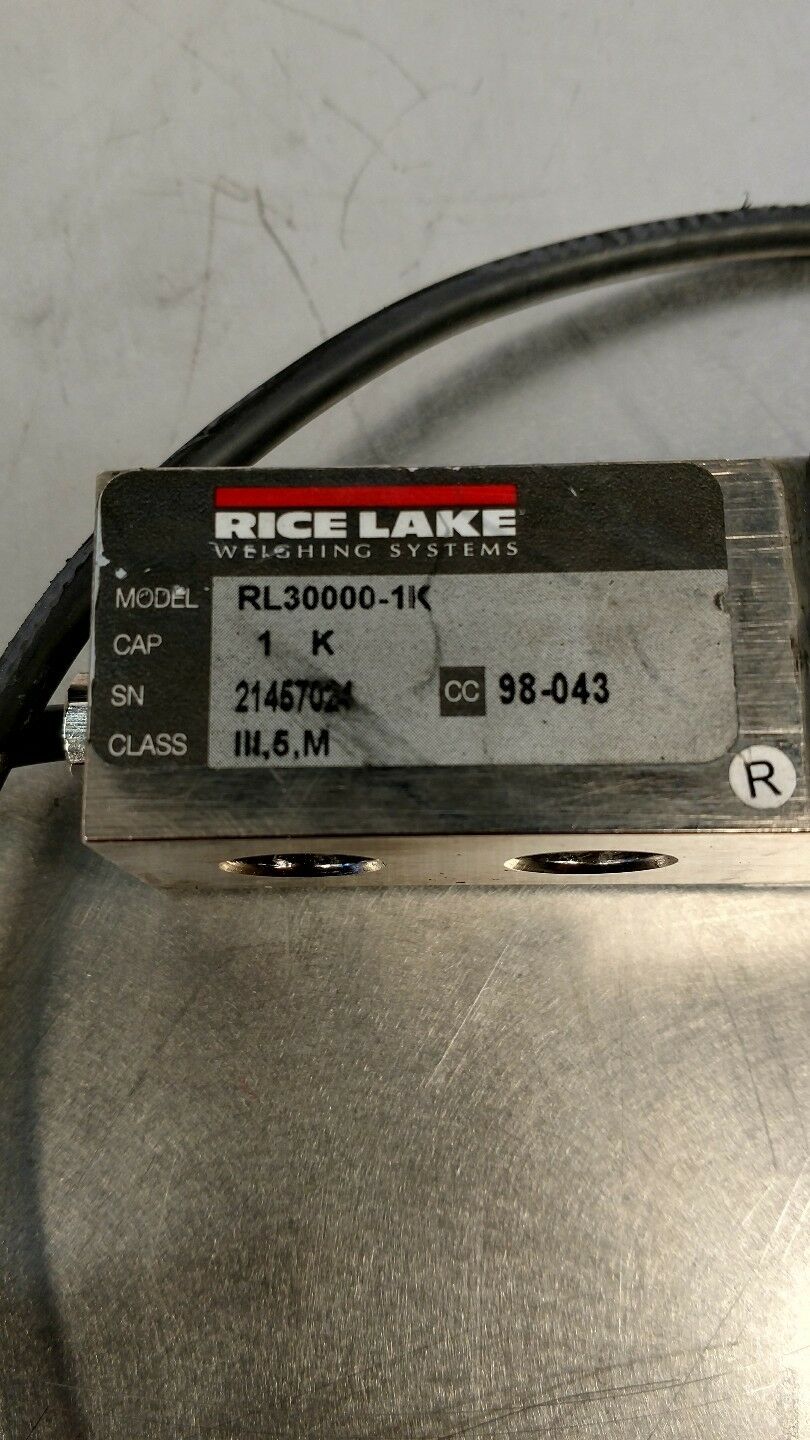 RICE LAKE
WEIGHING SYSTEMS
MODEL RL30000-1K
CAP 1 K
SN 21457024 CC 98-043
CLASS III,5,M
R